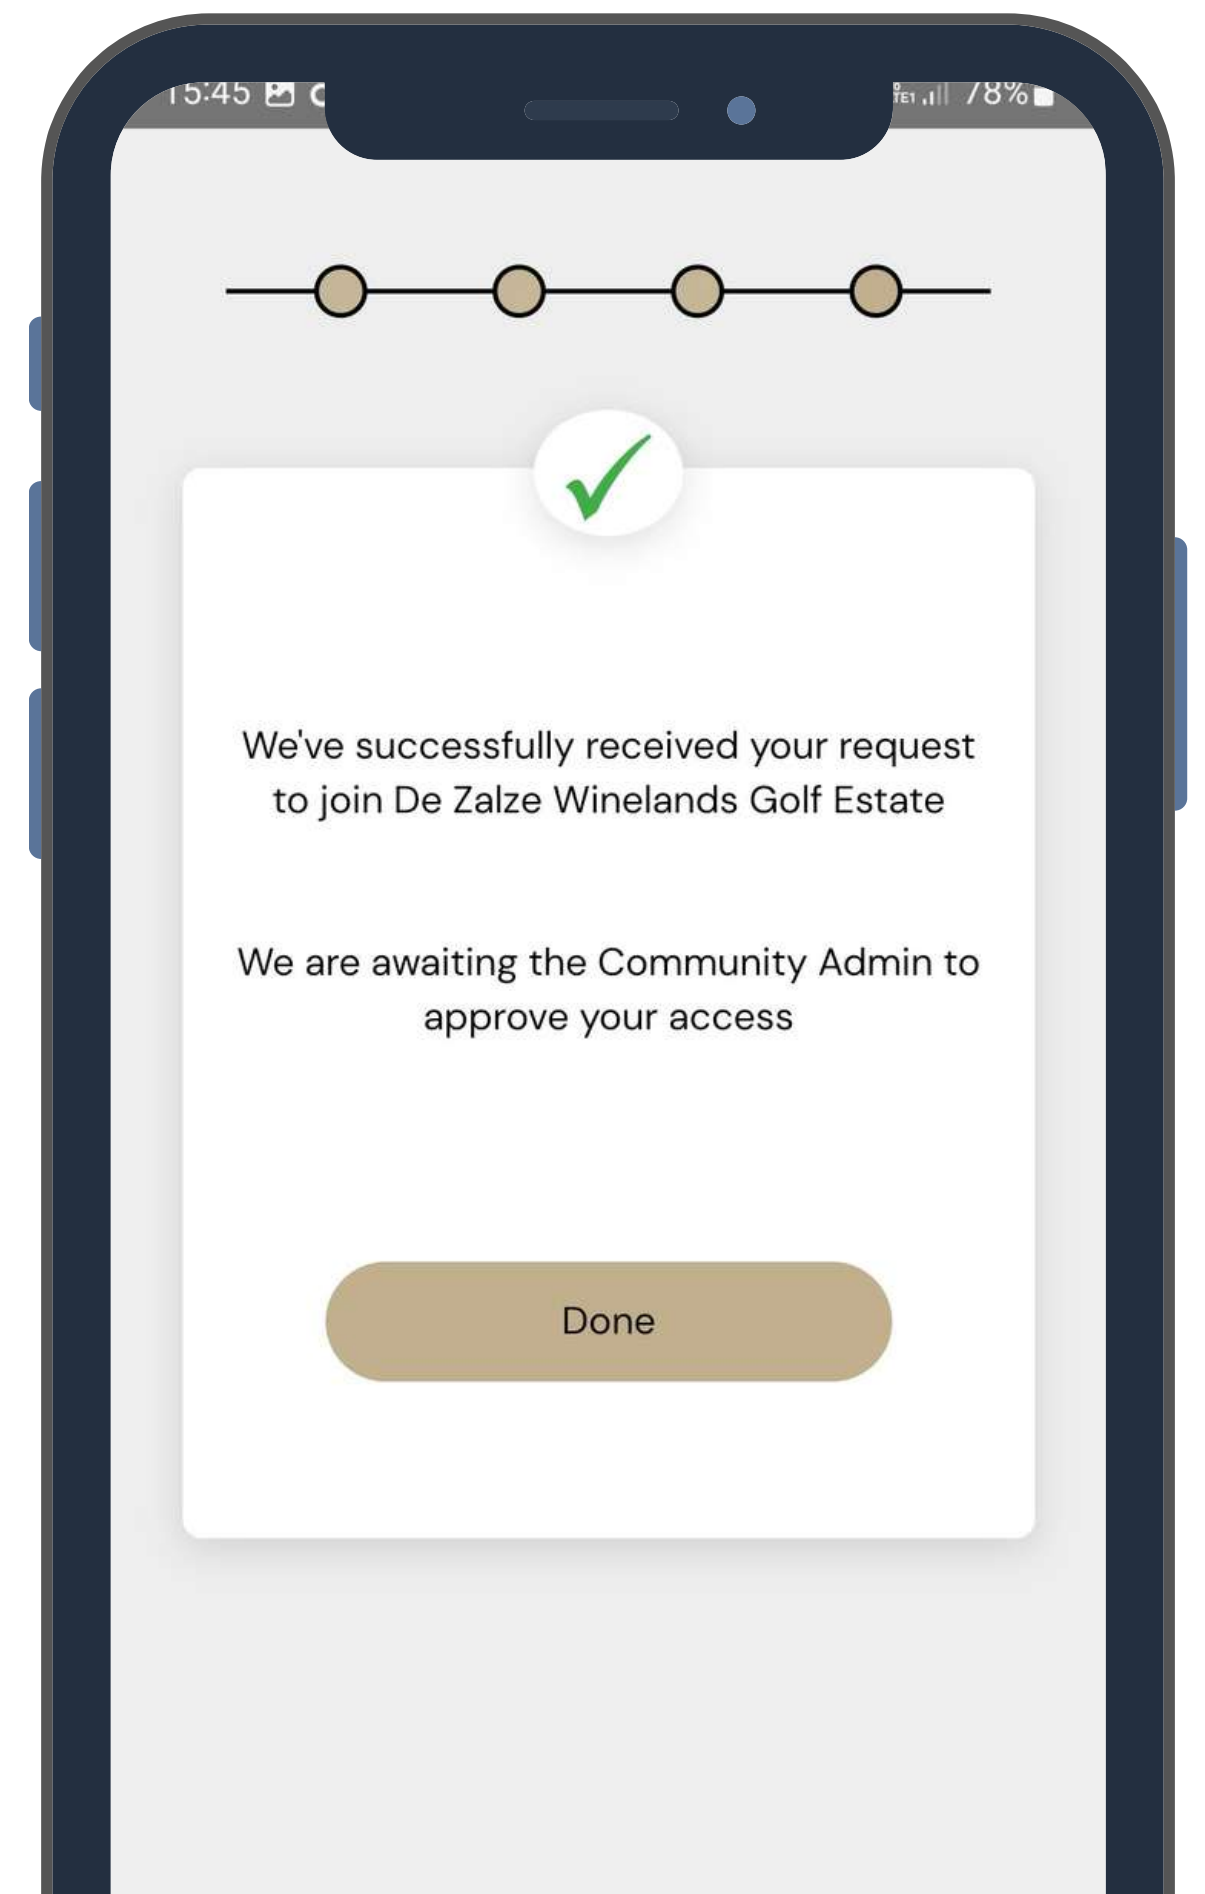 15:45
78%
We've successfully received your request
to join De Zalze Winelands Golf Estate
We are awaiting the Community Admin to
approve your access
Done